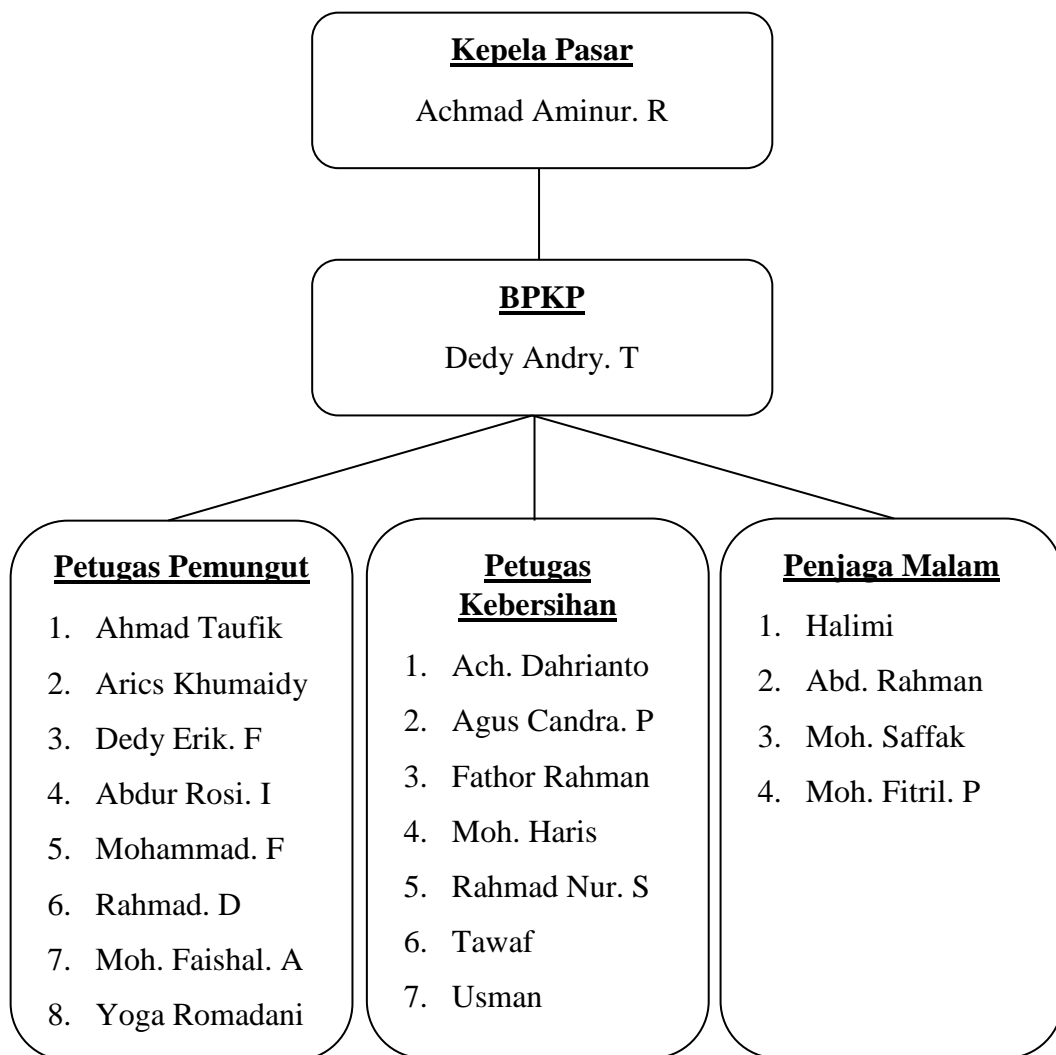 Kepela Pasar
Achmad Aminur. R
BPKP
Dedy Andry. T
Petugas Pemungut
1. Ahmad Taufik
2. Arics Khumaidy
3. Dedy Erik. F
4. Abdur Rosi. I
5. Mohammad. F
6. Rahmad. D
7. Moh. Faishal. A
8. Yoga Romadani
Petugas
Kebersihan
1. Ach. Dahrianto
2. Agus Candra. P
3. Fathor Rahman
4. Moh. Haris
5. Rahmad Nur. S
6. Tawaf
7. Usman
Penjaga Malam
1. Halimi
2. Abd. Rahman
3. Moh. Saffak
4. Moh. Fitril. P